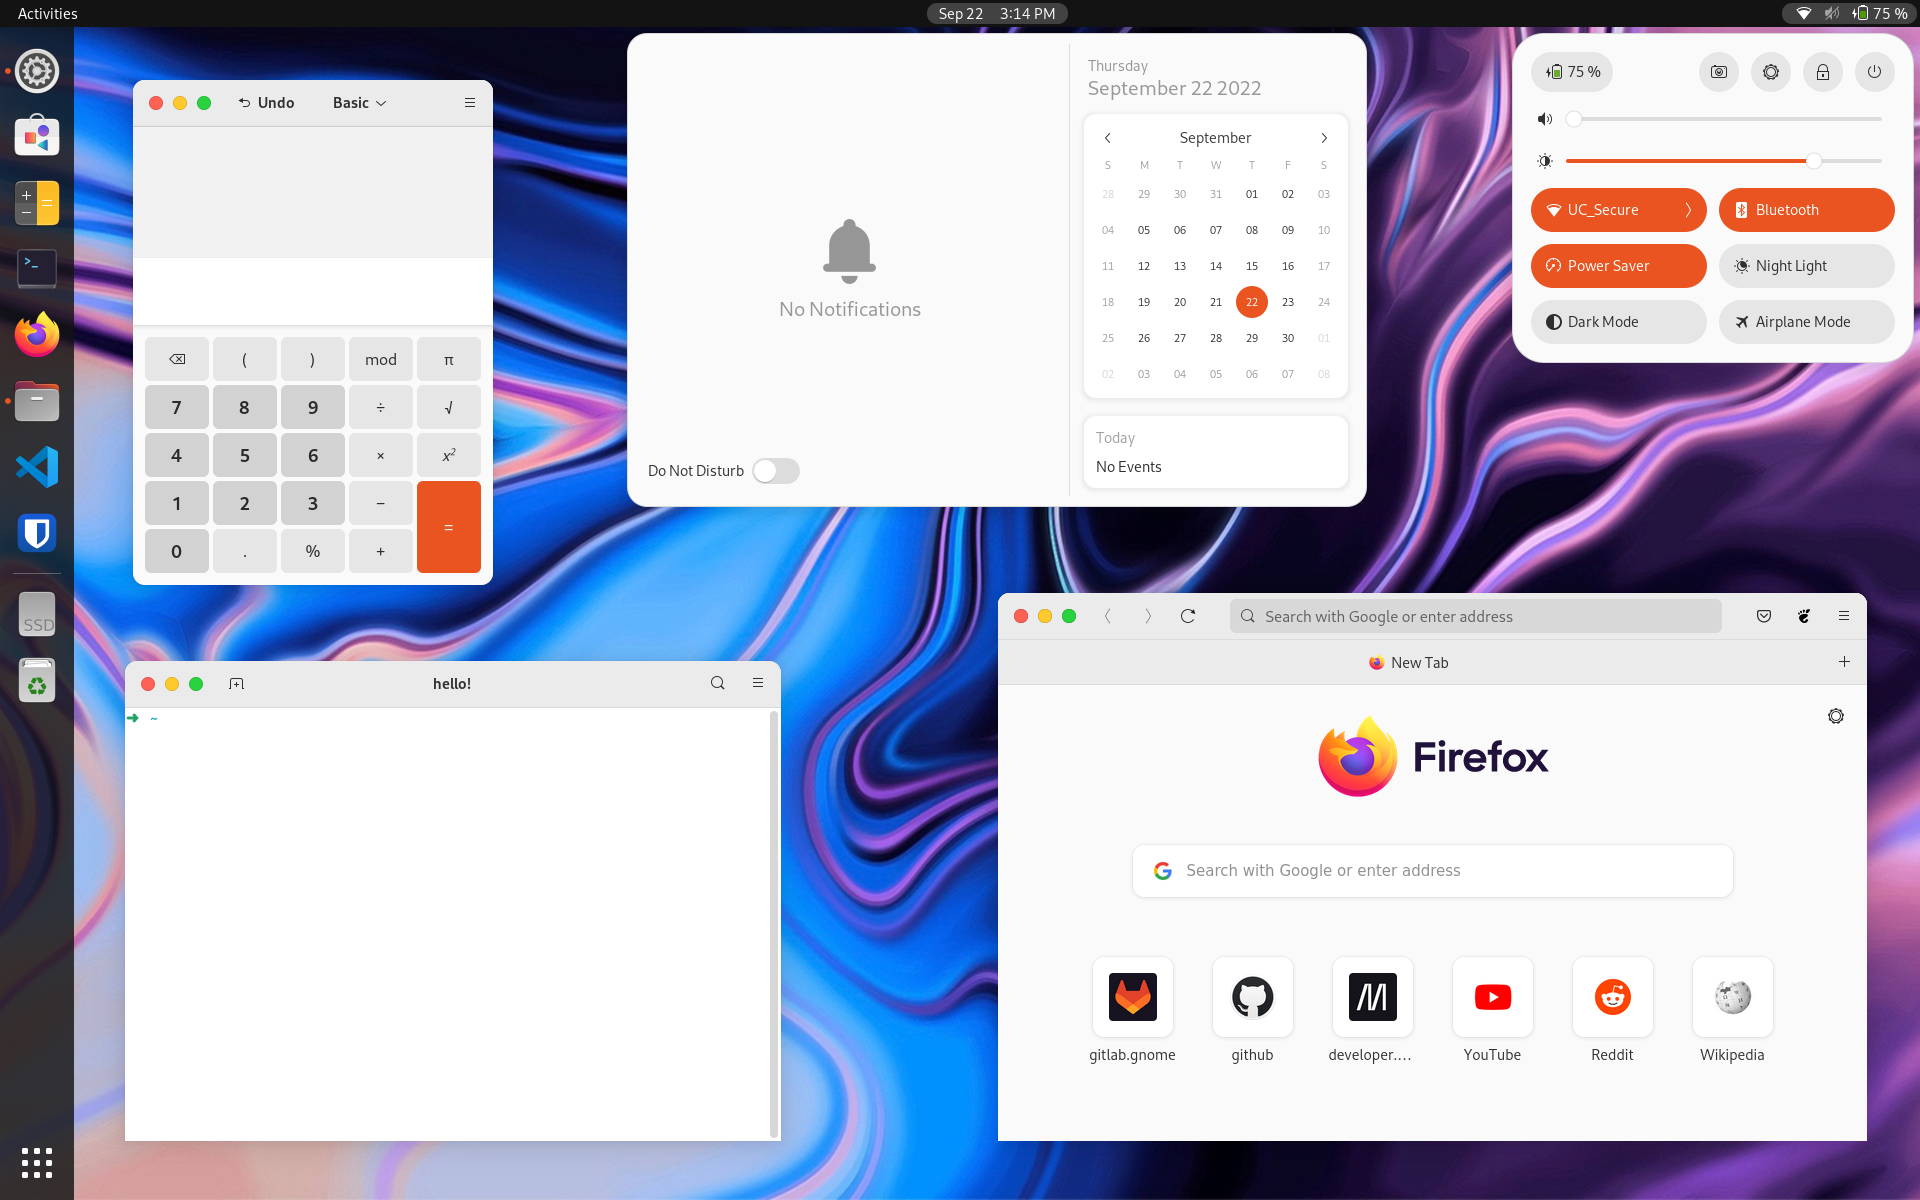 Activities
Sep 22 3:14 PM
75 %
Undo Basic
( ) mod π
7 8 9 ÷ √
4 5 6 × x²
1 2 3 − =
0 . % +
No Notifications
Do Not Disturb
Thursday
September 22 2022
September
S M T W T F S
28 29 30 31 01 02 03
04 05 06 07 08 09 10
11 12 13 14 15 16 17
18 19 20 21 22 23 24
25 26 27 28 29 30 01
02 03 04 05 06 07 08
Today
No Events
75 %
UC_Secure Bluetooth
Power Saver Night Light
Dark Mode Airplane Mode
SSD
hello!
➜ ~
Search with Google or enter address
New Tab
Firefox
Search with Google or enter address
gitlab.gnome github developer.... YouTube Reddit Wikipedia